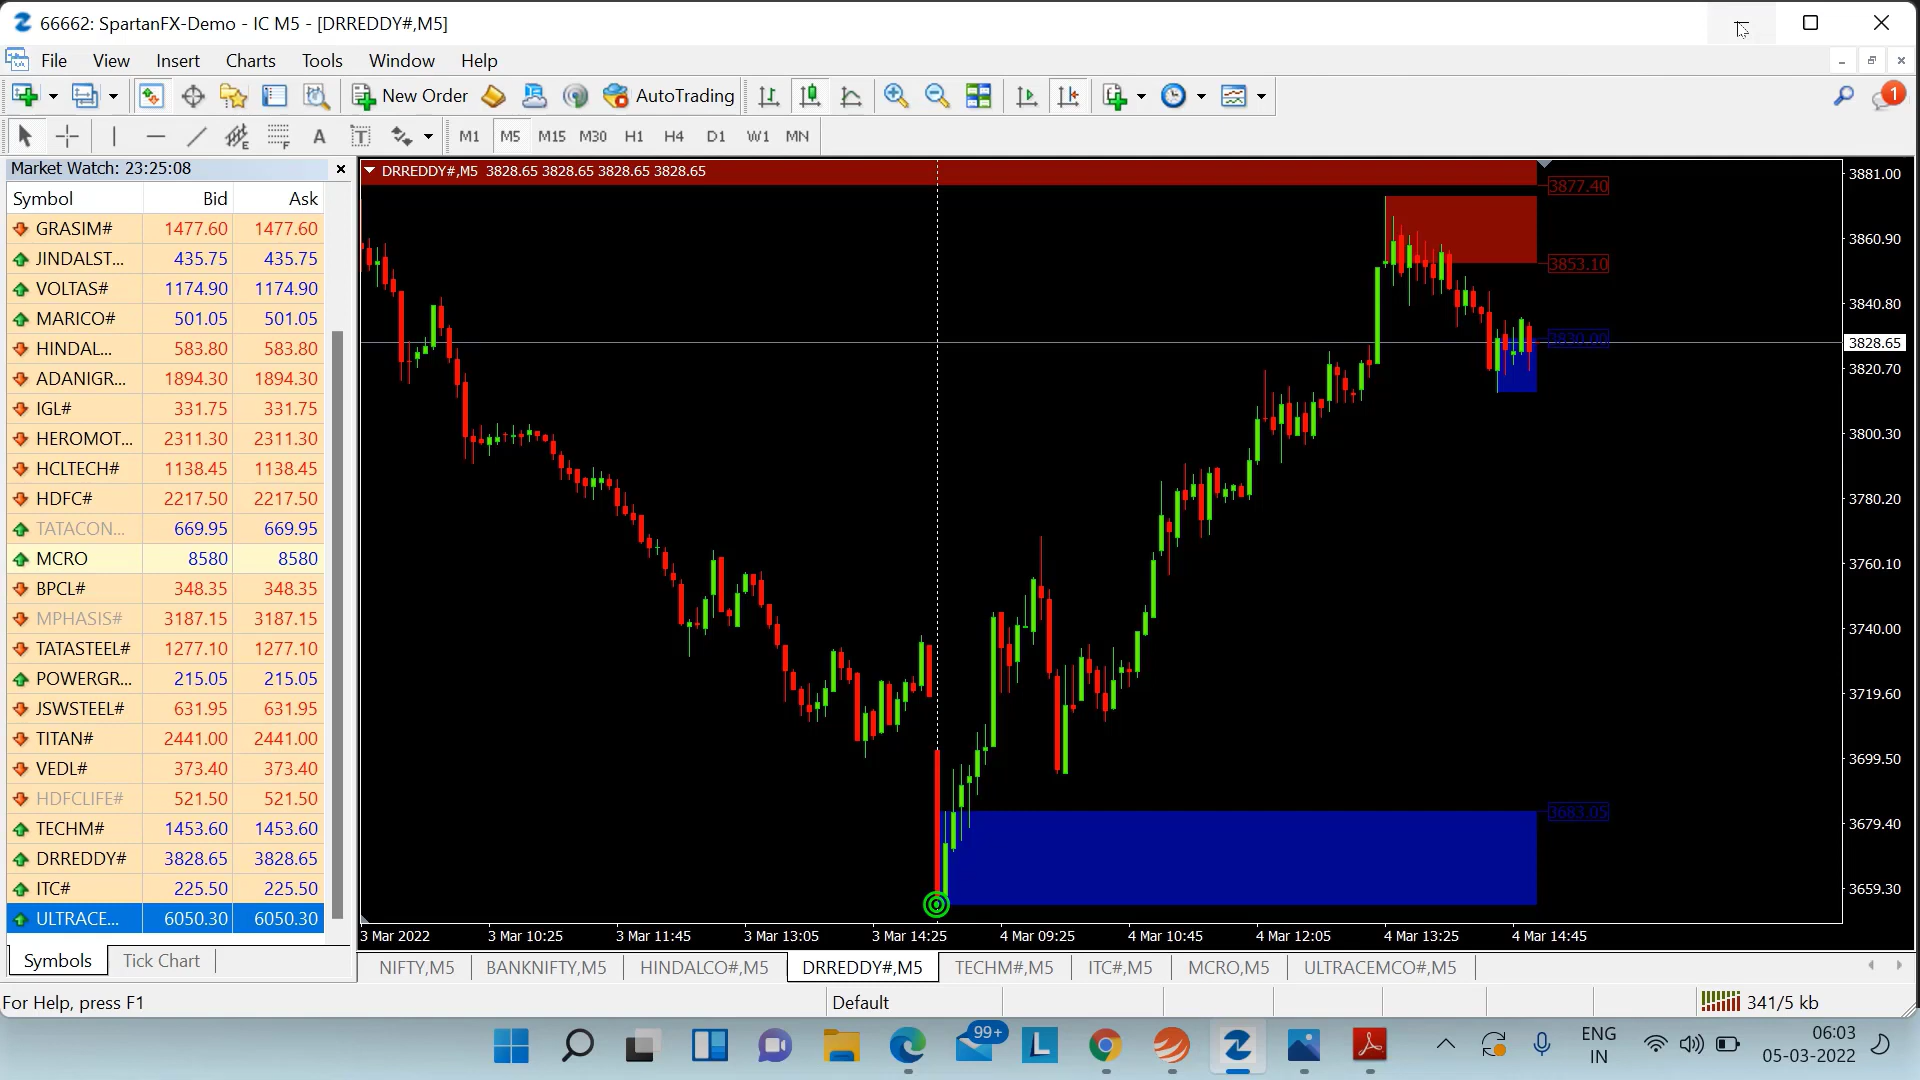 66662: SpartanFX-Demo - IC M5 - [DRREDDY#,M5]
File View Insert Charts Tools Window Help
New Order AutoTrading 1
A T M1 M5 M15 M30 H1 H4 D1 W1 MN
Market Watch: 23:25:08
Symbol Bid Ask
GRASIM# 1477.60 1477.60
JINDALST... 435.75 435.75
VOLTAS# 1174.90 1174.90
MARICO# 501.05 501.05
HINDAL... 583.80 583.80
ADANIGR... 1894.30 1894.30
IGL# 331.75 331.75
HEROMOT... 2311.30 2311.30
HCLTECH# 1138.45 1138.45
HDFC# 2217.50 2217.50
TATACON... 669.95 669.95
MCRO 8580 8580
BPCL# 348.35 348.35
MPHASIS# 3187.15 3187.15
TATASTEEL# 1277.10 1277.10
POWERGR... 215.05 215.05
JSWSTEEL# 631.95 631.95
TITAN# 2441.00 2441.00
VEDL# 373.40 373.40
HDFCLIFE# 521.50 521.50
TECHM# 1453.60 1453.60
DRREDDY# 3828.65 3828.65
ITC# 225.50 225.50
ULTRACE... 6050.30 6050.30
Symbols Tick Chart
DRREDDY#,M5 3828.65 3828.65 3828.65 3828.65
3877.40
3853.10
3830.00
3683.05
3881.00
3860.90
3840.80
3828.65
3820.70
3800.30
3780.20
3760.10
3740.00
3719.60
3699.50
3679.40
3659.30
3 Mar 2022 3 Mar 10:25 3 Mar 11:45 3 Mar 13:05 3 Mar 14:25 4 Mar 09:25 4 Mar 10:45 4 Mar 12:05 4 Mar 13:25 4 Mar 14:45
NIFTY,M5 BANKNIFTY,M5 HINDALCO#,M5 DRREDDY#,M5 TECHM#,M5 ITC#,M5 MCRO,M5 ULTRACEMCO#,M5
For Help, press F1 Default 341/5 kb
99+ L ENG
IN
06:03
05-03-2022